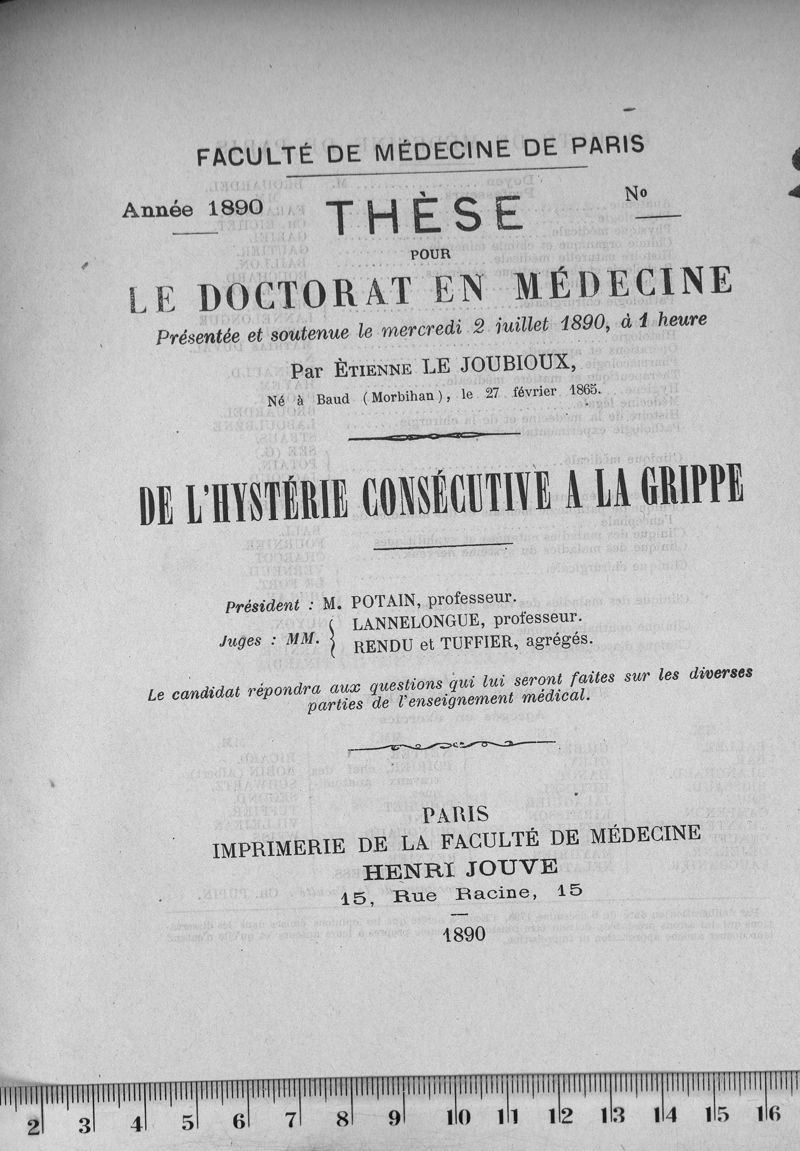 FACULTÉ DE MÉDECINE DE PARIS
Année 1890 THÈSE No
POUR
LE DOCTORAT EN MÉDECINE
Présentée et soutenue le mercredi 2 juillet 1890, à 1 heure
Par Ètienne LE JOUBIOUX,
Né à Baud (Morbihan), le 27 février 1865.
DE L'HYSTÉRIE CONSÉCUTIVE A LA GRIPPE
Président : M. POTAIN, professeur.
Juges : MM. { LANNELONGUE, professeur.
RENDU et TUFFIER, agrégés.
Le candidat répondra aux questions qui lui seront faites sur les diverses
parties de l'enseignement médical.
PARIS
IMPRIMERIE DE LA FACULTÉ DE MÉDECINE
HENRI JOUVE
15, Rue Racine, 15
1890
2 3 4 5 6 7 8 9 10 11 12 13 14 15 16